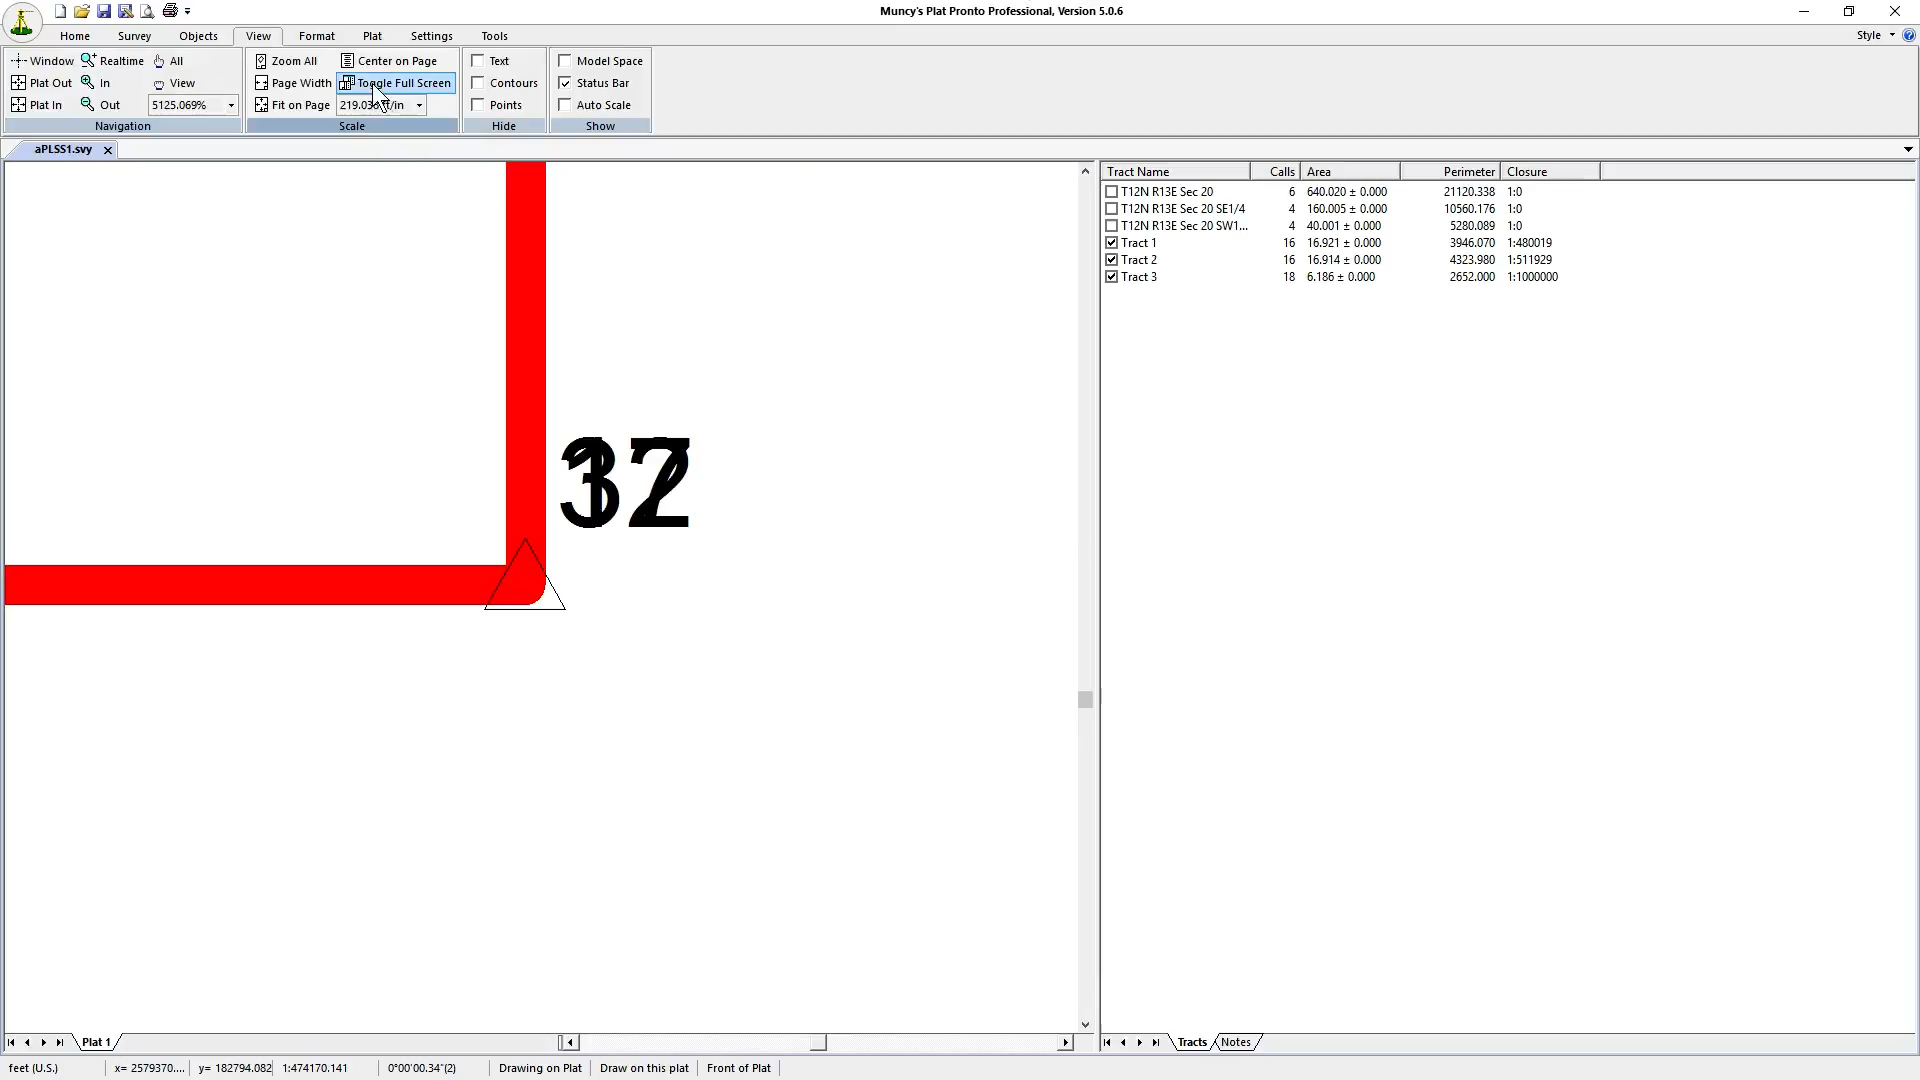 Muncy's Plat Pronto Professional, Version 5.0.6
Home Survey Objects View Format Plat Settings Tools Style
Window Realtime All Zoom All Center on Page Text Model Space
Plat Out In View Page Width Toggle Full Screen Contours Status Bar
Plat In Out 5125.069% Fit on Page Points Auto Scale
Navigation Scale Hide Show
aPLSS1.svy
Tract Name Calls Area Perimeter Closure
T12N R13E Sec 20 6 640.020 ± 0.000 21120.338 1:0
T12N R13E Sec 20 SE1/4 4 160.005 ± 0.000 10560.176 1:0
T12N R13E Sec 20 SW1... 4 40.001 ± 0.000 5280.089 1:0
Tract 1 16 16.921 ± 0.000 3946.070 1:480019
Tract 2 16 16.914 ± 0.000 4323.980 1:511929
Tract 3 18 6.186 ± 0.000 2652.000 1:1000000
Plat 1
Tracts Notes
feet (U.S.) x= 2579370.... y= 182794.082 1:474170.141 0°00'00.34"(2) Drawing on Plat Draw on this plat Front of Plat